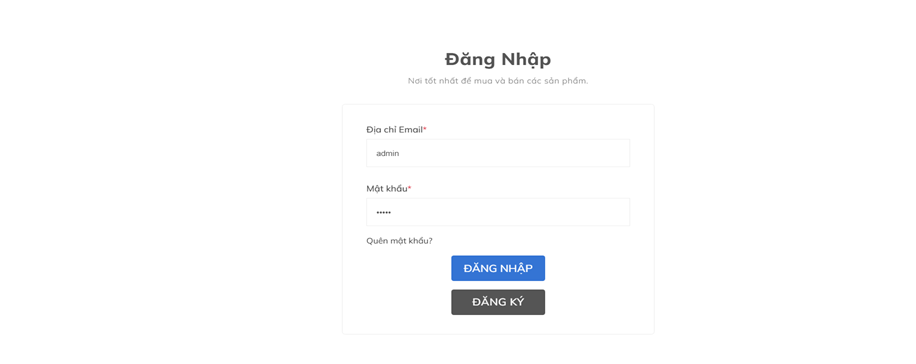 Đăng Nhập
Nơi tốt nhất để mua và bán các sản phẩm.
Địa chỉ Email*
admin
Mật khẩu*
•••••
Quên mật khẩu?
ĐĂNG NHẬP
ĐĂNG KÝ